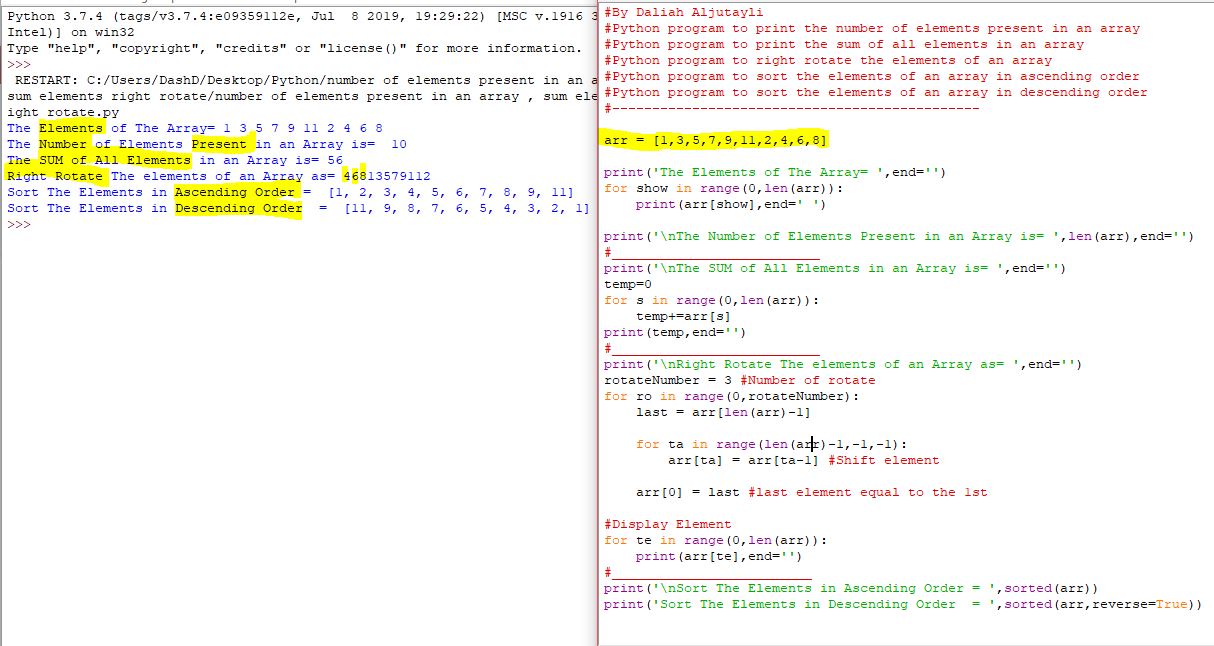 Python 3.7.4 (tags/v3.7.4:e09359112e, Jul  8 2019, 19:29:22) [MSC v.1916 3
Intel)] on win32
Type "help", "copyright", "credits" or "license()" for more information.
>>>
 RESTART: C:/Users/DashD/Desktop/Python/number of elements present in an a
sum elements right rotate/number of elements present in an array , sum ele
ight rotate.py
The Elements of The Array= 1 3 5 7 9 11 2 4 6 8
The Number of Elements Present in an Array is=  10
The SUM of All Elements in an Array is= 56
Right Rotate The elements of an Array as= 46813579112
Sort The Elements in Ascending Order =  [1, 2, 3, 4, 5, 6, 7, 8, 9, 11]
Sort The Elements in Descending Order  =  [11, 9, 8, 7, 6, 5, 4, 3, 2, 1]
>>>
#By Daliah Aljutayli
#Python program to print the number of elements present in an array
#Python program to print the sum of all elements in an array
#Python program to right rotate the elements of an array
#Python program to sort the elements of an array in ascending order
#Python program to sort the elements of an array in descending order
#----------------------------------------------
arr = [1,3,5,7,9,11,2,4,6,8]
print('The Elements of The Array= ',end='')
for show in range(0,len(arr)):
    print(arr[show],end=' ')
print('\nThe Number of Elements Present in an Array is= ',len(arr),end='')
#__________________________
print('\nThe SUM of All Elements in an Array is= ',end='')
temp=0
for s in range(0,len(arr)):
    temp+=arr[s]
print(temp,end='')
#__________________________
print('\nRight Rotate The elements of an Array as= ',end='')
rotateNumber = 3 #Number of rotate
for ro in range(0,rotateNumber):
    last = arr[len(arr)-1]
    for ta in range(len(arr)-1,-1,-1):
        arr[ta] = arr[ta-1] #Shift element
    arr[0] = last #last element equal to the 1st
#Display Element
for te in range(0,len(arr)):
    print(arr[te],end='')
#_________________________
print('\nSort The Elements in Ascending Order = ',sorted(arr))
print('Sort The Elements in Descending Order  = ',sorted(arr,reverse=True))